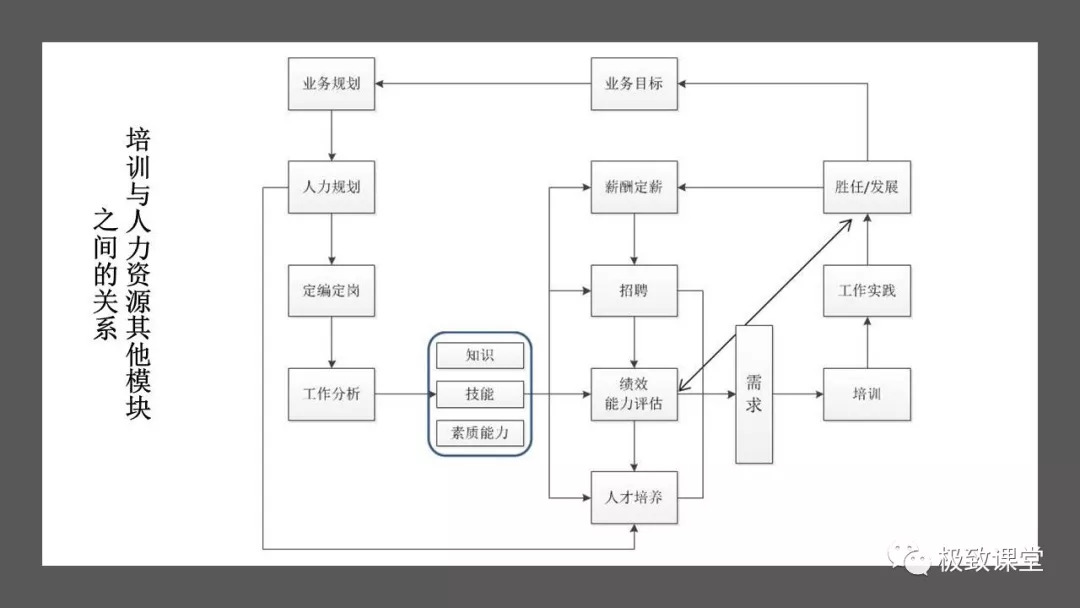 培训与人力资源其他模块
之间的关系
业务规划
业务目标
人力规划
薪酬定薪
胜任/发展
定编定岗
招聘
工作实践
知识
工作分析
技能
绩效
能力评估
需
求
培训
素质能力
人才培养
极致课堂